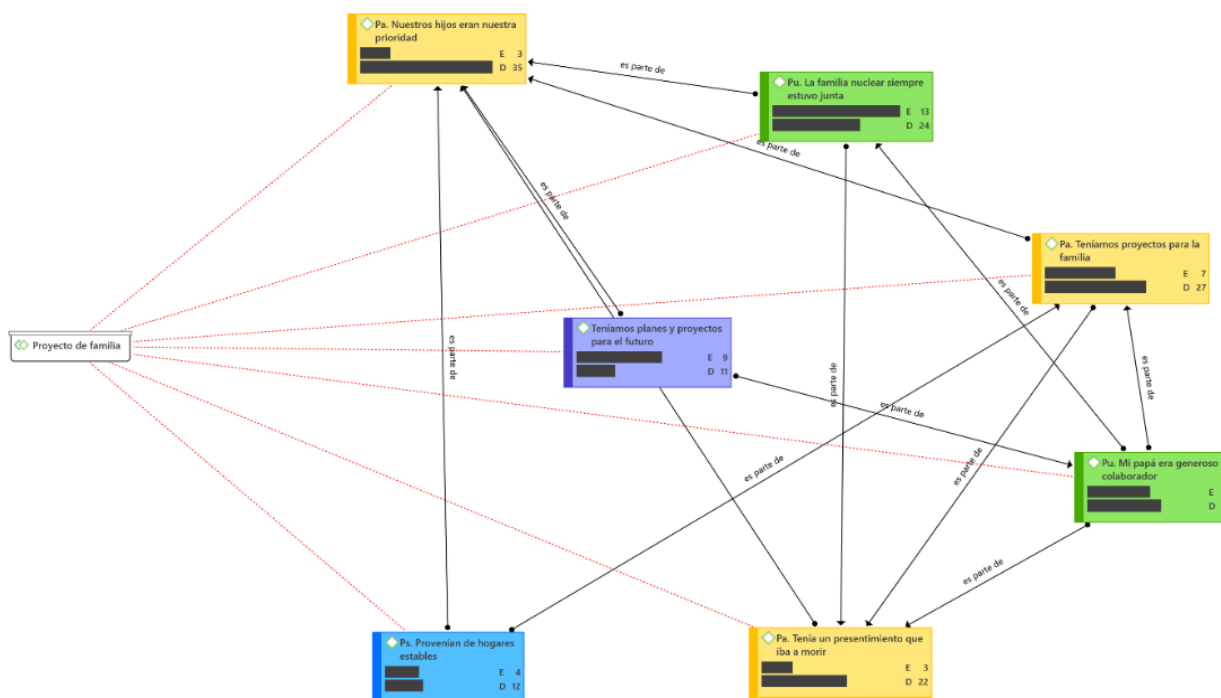 Pa. Nuestros hijos eran nuestra
prioridad
E 3
D 35
es parte de
Pu. La familia nuclear siempre
estuvo junta
E 13
D 24
es parte de
es parte de
Pa. Teníamos proyectos para la
familia
E 7
D 27
es parte de
Proyecto de familia
Teníamos planes y proyectos
para el futuro
E 9
D 11
es parte de
es parte de
es parte de
es parte de
es parte de
es parte de
Pu. Mi papá era generoso
colaborador
E
D
es parte de
es parte de
Ps. Provenían de hogares
estables
E 4
D 12
Pa. Tenía un presentimiento que
iba a morir
E 3
D 22